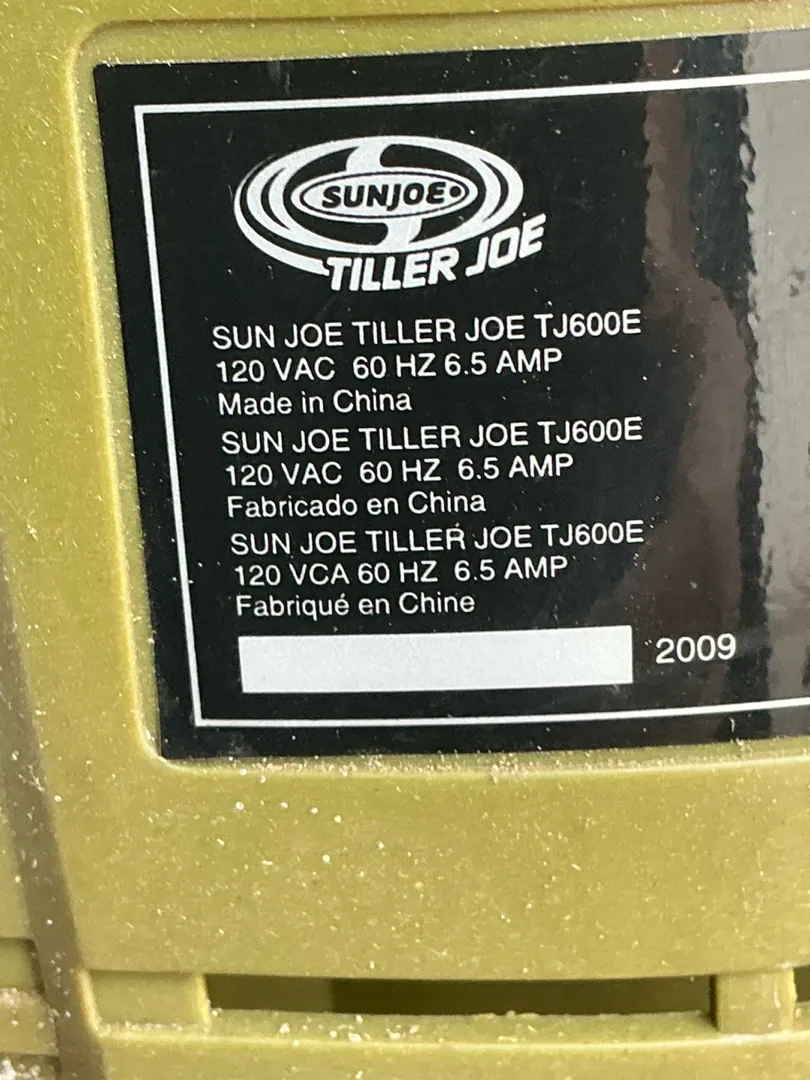 SUNJOE
TILLER JOE
SUN JOE TILLER JOE TJ600E
120 VAC 60 HZ 6.5 AMP
Made in China
SUN JOE TILLER JOE TJ600E
120 VAC 60 HZ 6.5 AMP
Fabricado en China
SUN JOE TILLER JOE TJ600E
120 VCA 60 HZ 6.5 AMP
Fabriqué en Chine
2009